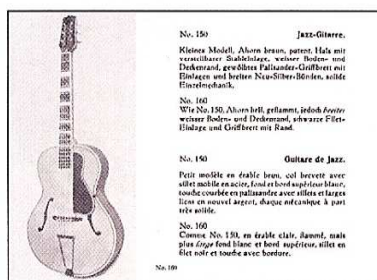 No. 150 Jazz-Gitarre.
Kleines Modell, Ahorn braun, patent. Hals mit
verstellbarer Stahleinlage, weisser Boden- und
Deckenrand, gewölbtes Palisander-Griffbrett mit
Einlagen und breiten Neu-Silber-Bünden, solide
Einzelmechanik.
No. 160
Wie No. 150, Ahorn hell, geflammt, jedoch breiter
weisser Boden- und Deckenrand, schwarze Filet-
Einlage und Griffbrett mit Rand.
No. 150 Guitare de Jazz.
Petit modèle en érable brun, col breveté avec
sillet mobile en acier, fond et bord supérieur blanc,
touche courbée en palissandre avec sillets et larges
liens en nouvel argent, chaque mécanique à part
très solide.
No. 160
Comme No. 150, en érable clair, flammé, mais
plus large fond blanc et bord supérieur, sillet en
filet noir et touche avec bordure.
No. 160